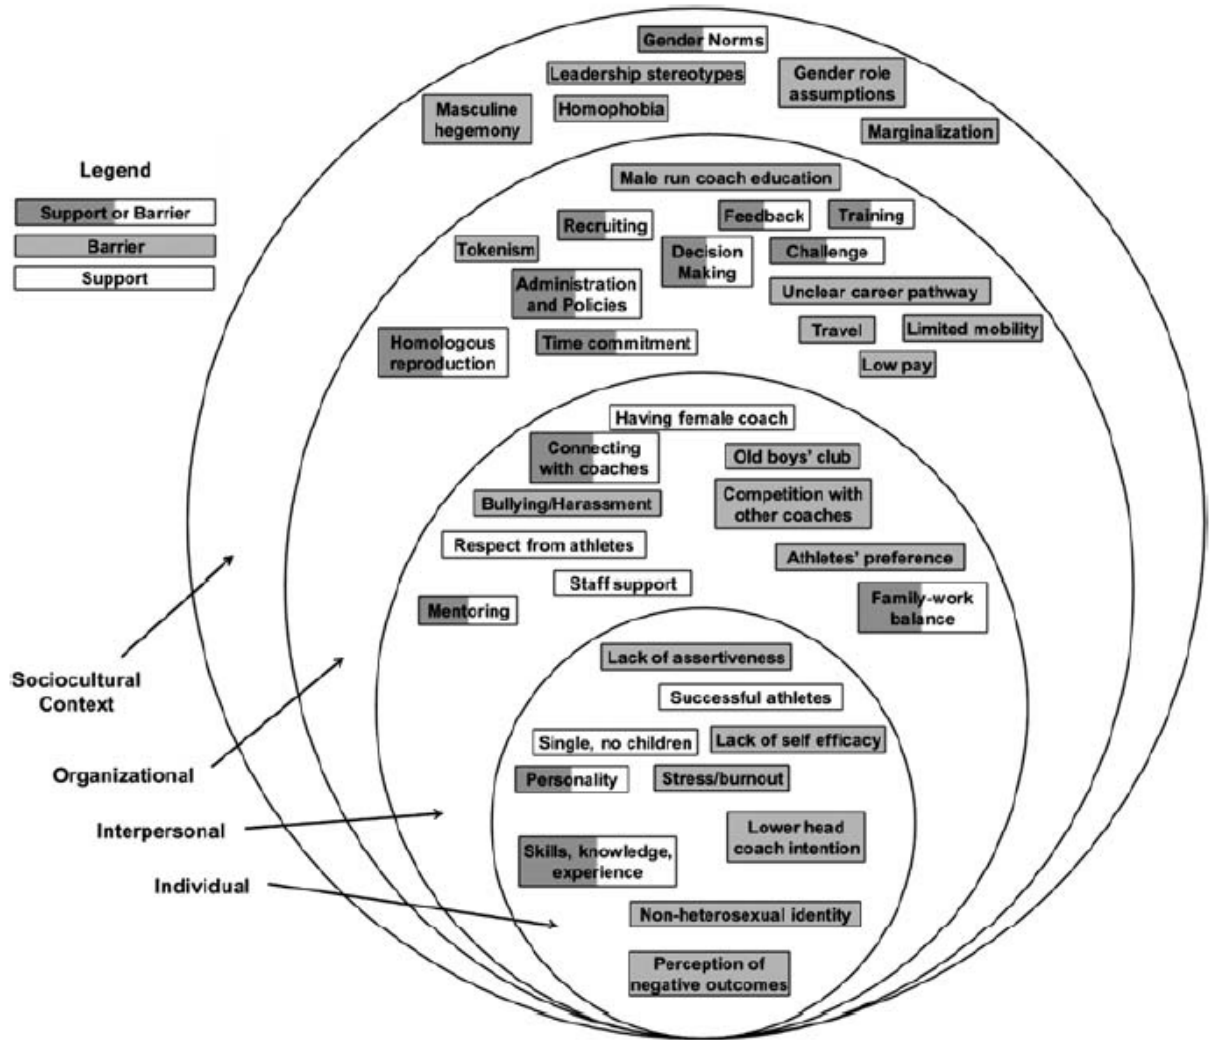 Gender Norms
Leadership stereotypes
Gender role
assumptions
Masculine
hegemony
Homophobia
Marginalization
Legend
Support or Barrier
Barrier
Support
Male run coach education
Recruiting
Feedback
Training
Tokenism
Decision
Making
Challenge
Administration
and Policies
Unclear career pathway
Homologous
reproduction
Time commitment
Travel
Limited mobility
Low pay
Having female coach
Connecting
with coaches
Old boys' club
Bullying/Harassment
Competition with
other coaches
Respect from athletes
Athletes' preference
Staff support
Mentoring
Family-work
balance
Lack of assertiveness
Successful athletes
Single, no children
Lack of self efficacy
Personality
Stress/burnout
Lower head
coach intention
Skills, knowledge,
experience
Non-heterosexual identity
Perception of
negative outcomes
Sociocultural
Context
Organizational
Interpersonal
Individual